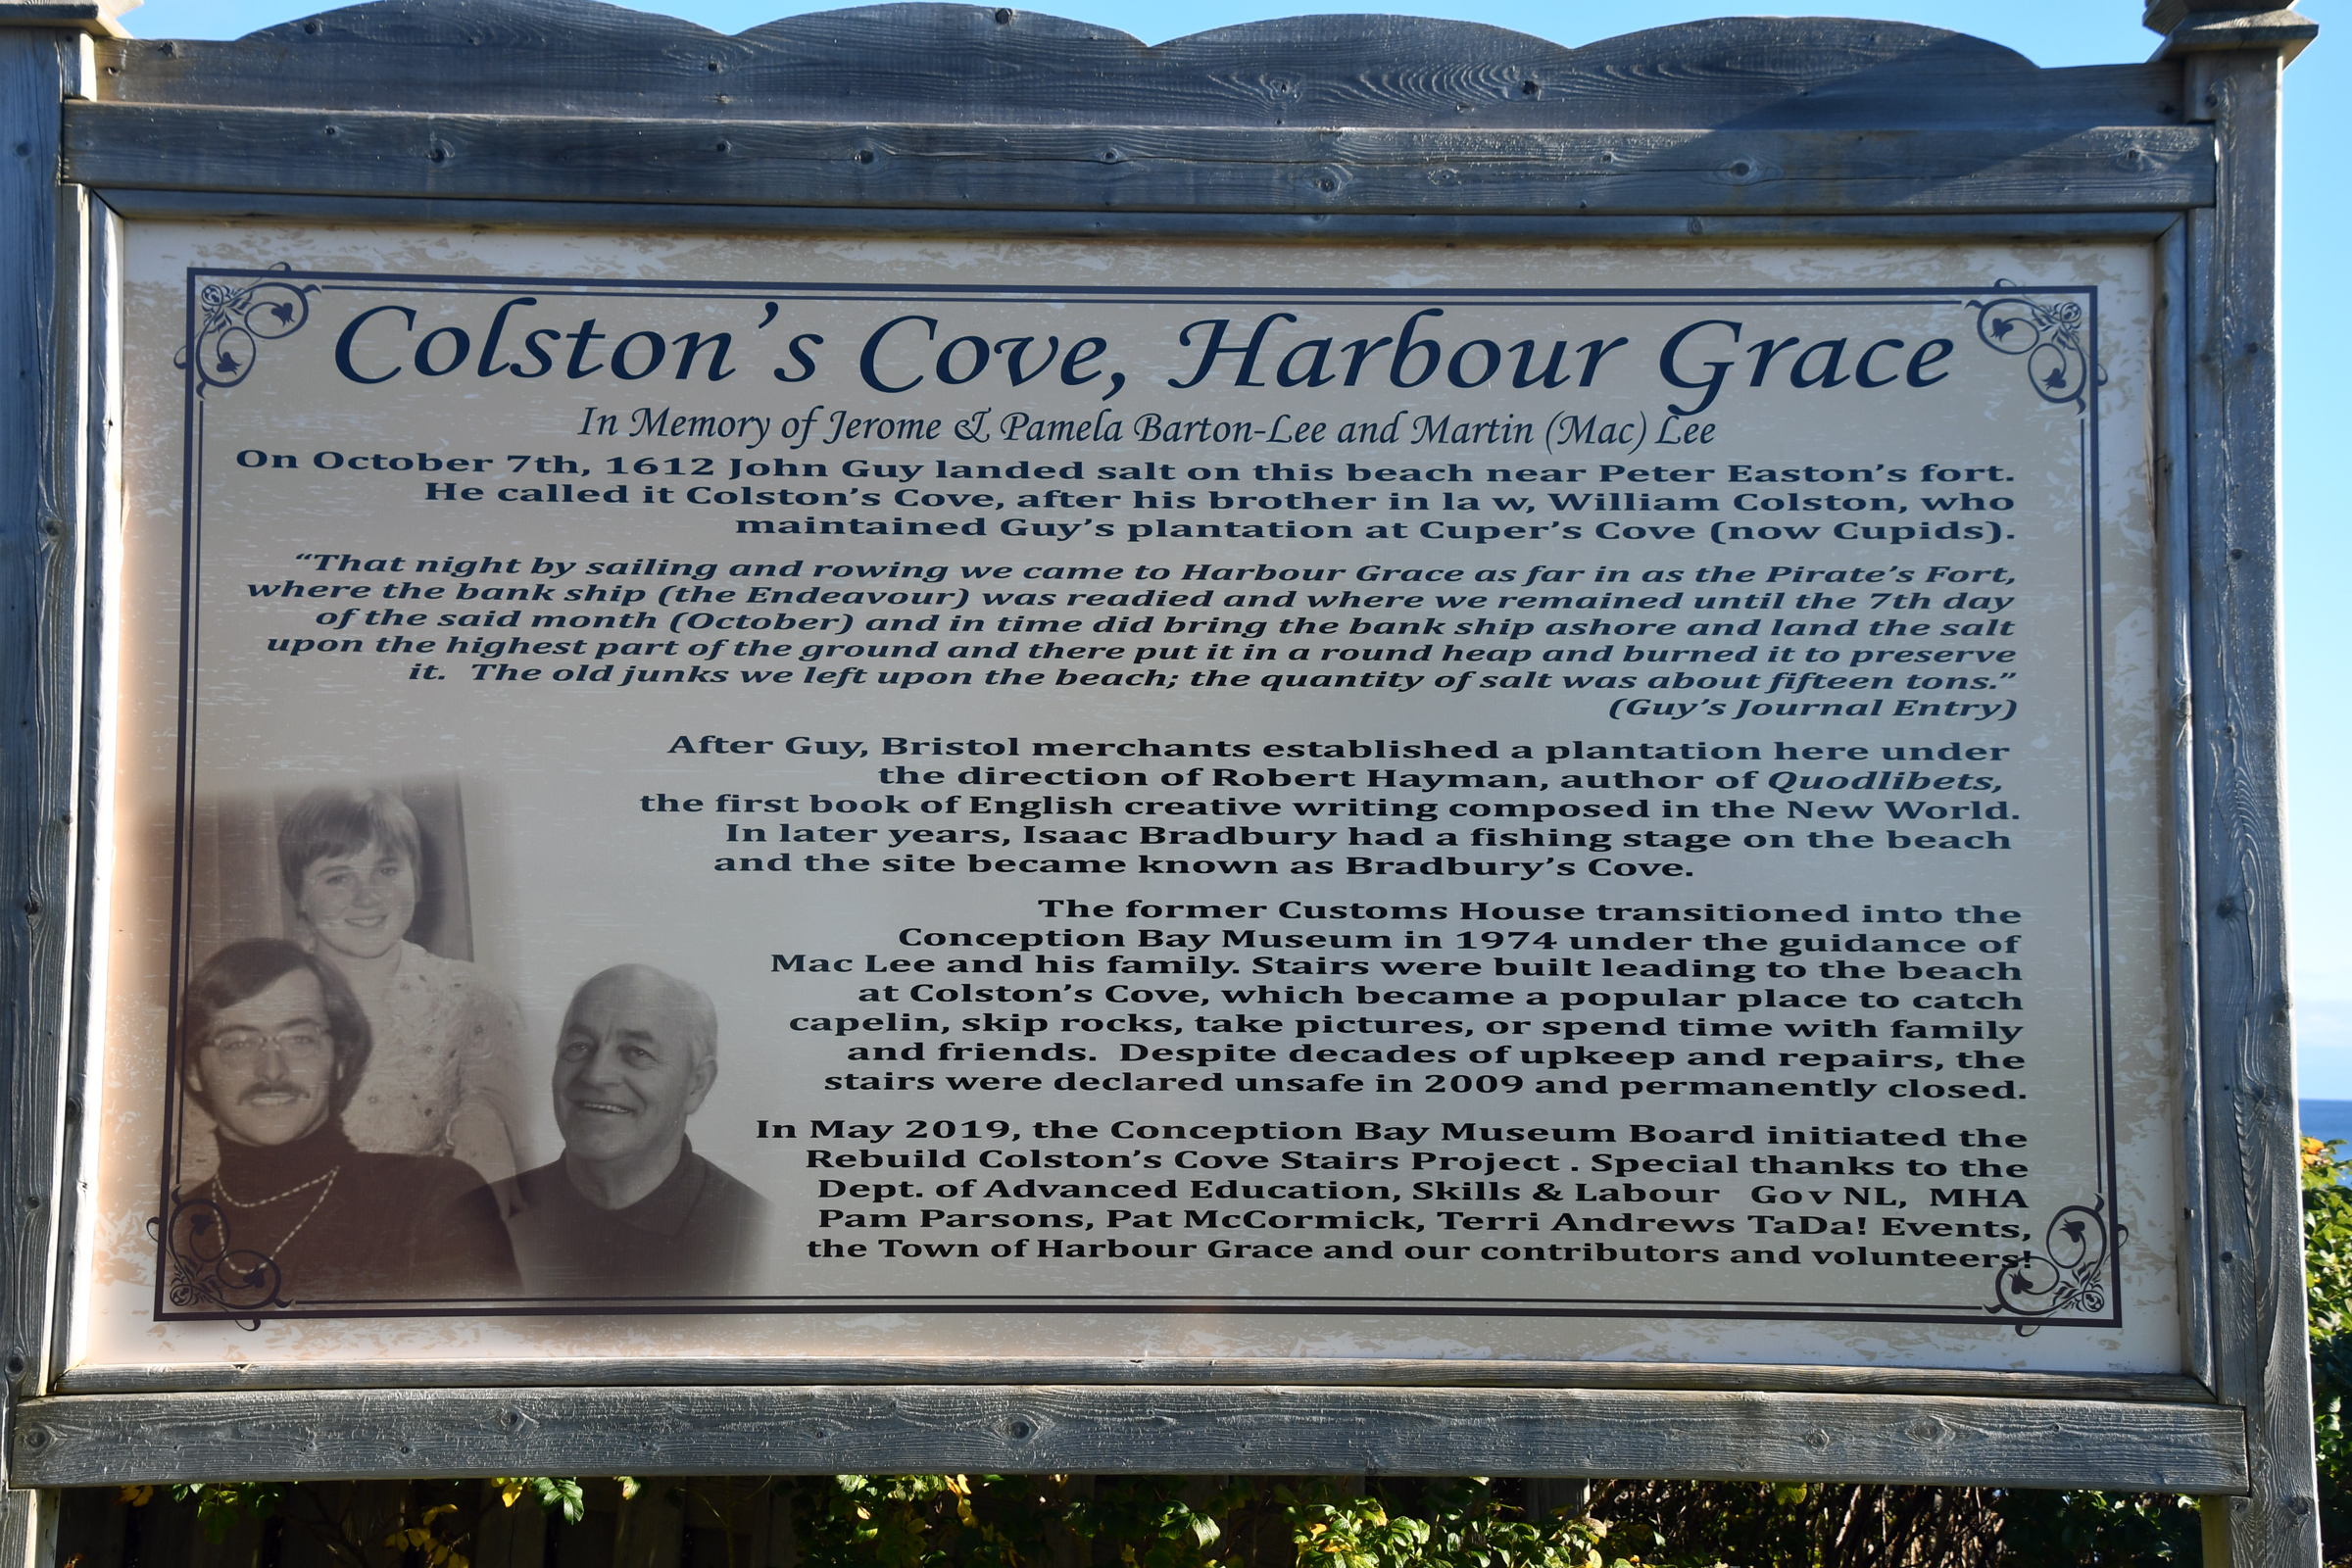 Colston's Cove, Harbour Grace
In Memory of Jerome & Pamela Barton-Lee and Martin (Mac) Lee
On October 7th, 1612 John Guy landed salt on this beach near Peter Easton's fort.
He called it Colston's Cove, after his brother in la w, William Colston, who
maintained Guy's plantation at Cuper's Cove (now Cupids).
"That night by sailing and rowing we came to Harbour Grace as far in as the Pirate's Fort,
where the bank ship (the Endeavour) was readied and where we remained until the 7th day
of the said month (October) and in time did bring the bank ship ashore and land the salt
upon the highest part of the ground and there put it in a round heap and burned it to preserve
it. The old junks we left upon the beach; the quantity of salt was about fifteen tons."
(Guy's Journal Entry)
After Guy, Bristol merchants established a plantation here under
the direction of Robert Hayman, author of Quodlibets,
the first book of English creative writing composed in the New World.
In later years, Isaac Bradbury had a fishing stage on the beach
and the site became known as Bradbury's Cove.
The former Customs House transitioned into the
Conception Bay Museum in 1974 under the guidance of
Mac Lee and his family. Stairs were built leading to the beach
at Colston's Cove, which became a popular place to catch
capelin, skip rocks, take pictures, or spend time with family
and friends. Despite decades of upkeep and repairs, the
stairs were declared unsafe in 2009 and permanently closed.
In May 2019, the Conception Bay Museum Board initiated the
Rebuild Colston's Cove Stairs Project . Special thanks to the
Dept. of Advanced Education, Skills & Labour Gov NL, MHA
Pam Parsons, Pat McCormick, Terri Andrews TaDa! Events,
the Town of Harbour Grace and our contributors and volunteers!